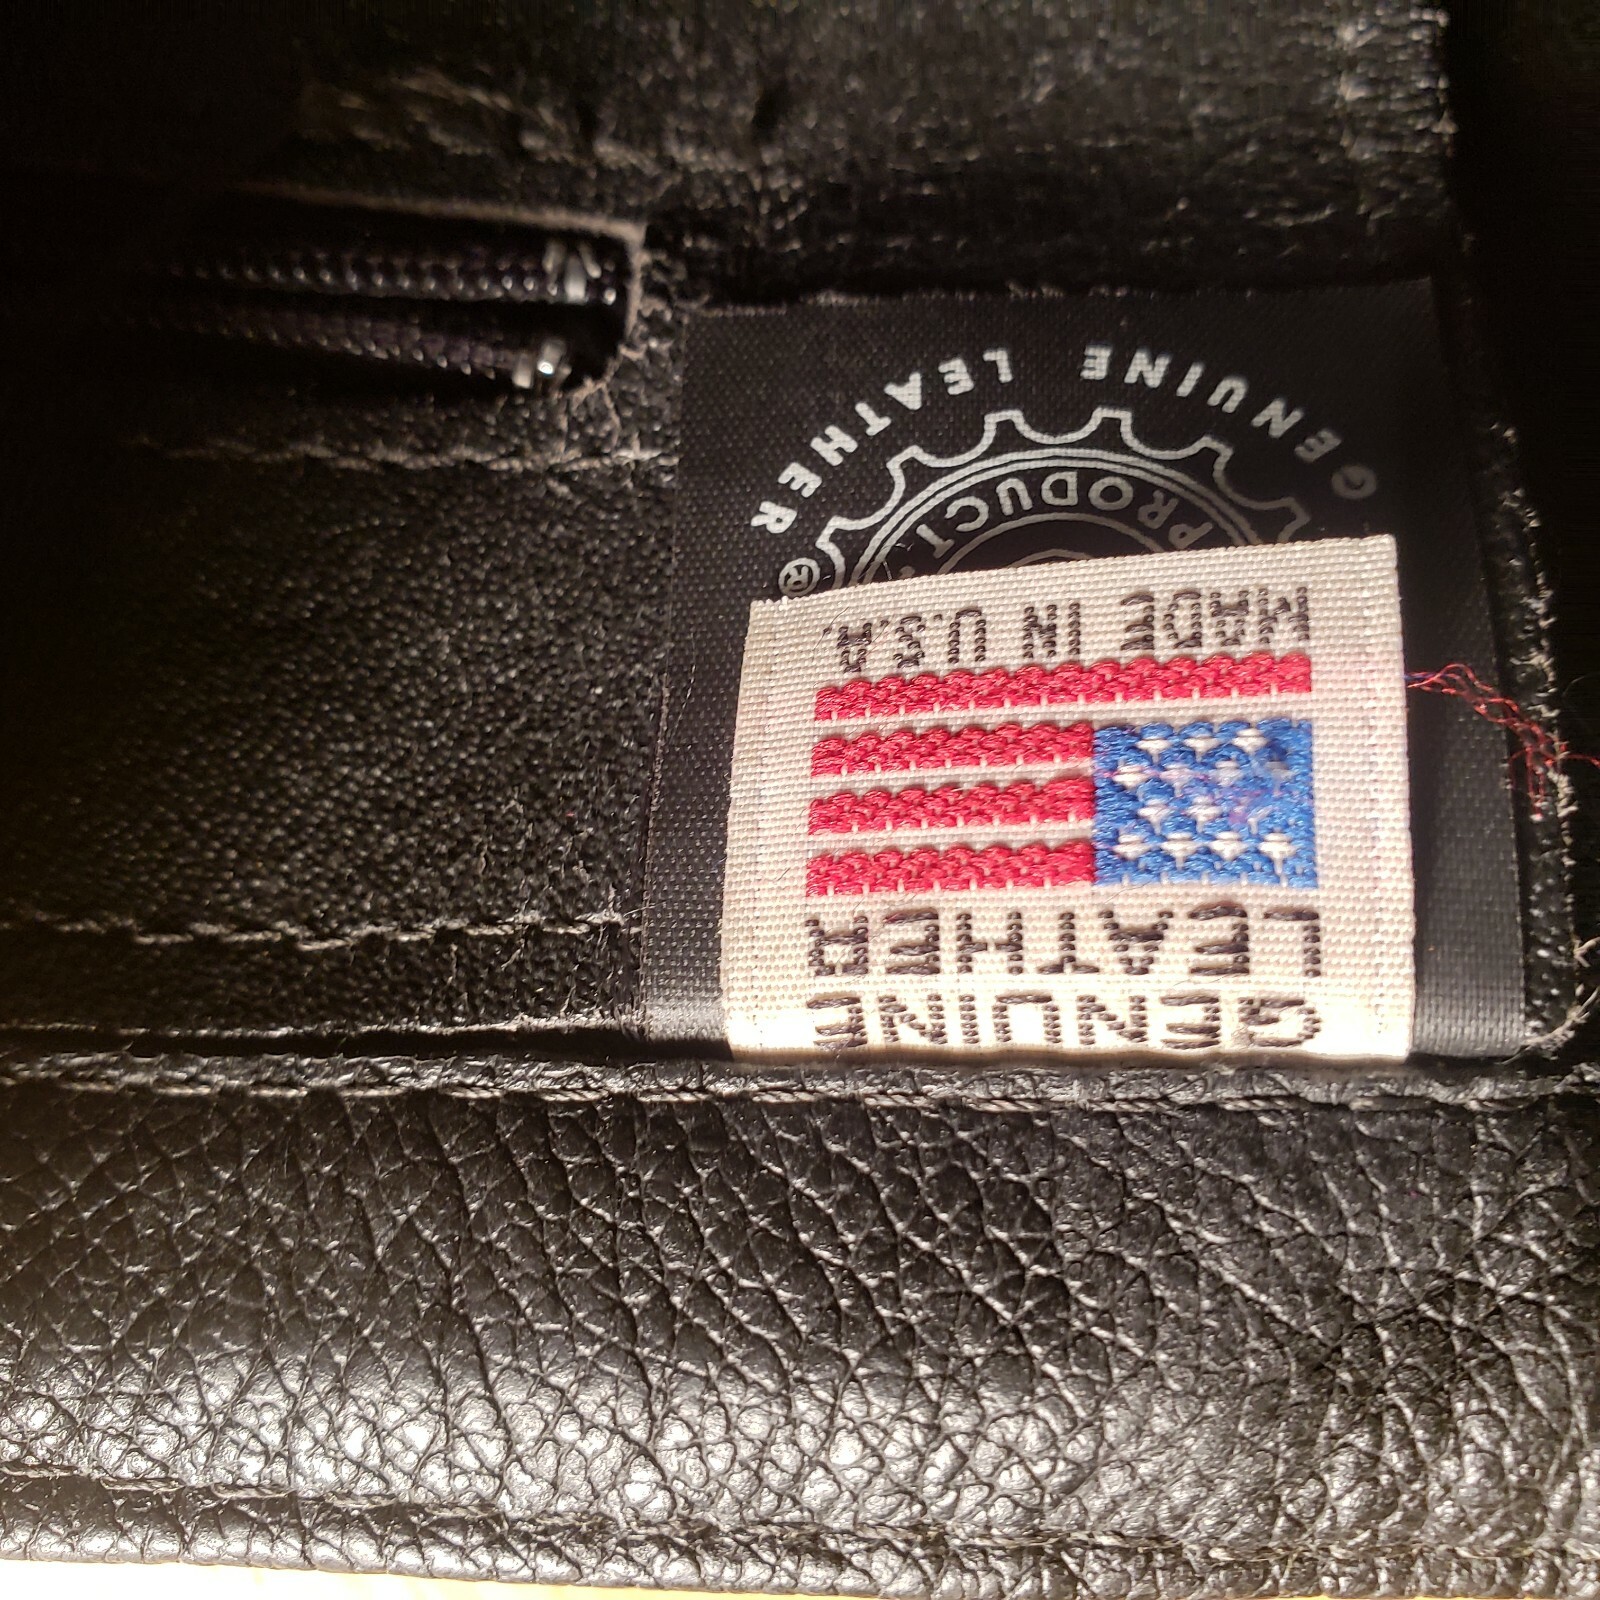 GENUINE
LEATHER
MADE IN U.S.A.
PRODUCT
GENUINE LEATHER ®